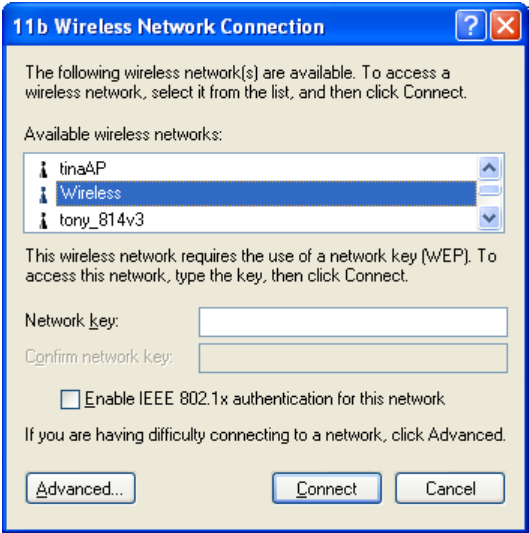 11b Wireless Network Connection
The following wireless network(s) are available. To access a
wireless network, select it from the list, and then click Connect.
Available wireless networks:
tinaAP
Wireless
tony_814v3
This wireless network requires the use of a network key (WEP). To
access this network, type the key, then click Connect.
Network key:
Confirm network key:
Enable IEEE 802.1x authentication for this network
If you are having difficulty connecting to a network, click Advanced.
Advanced... Connect Cancel